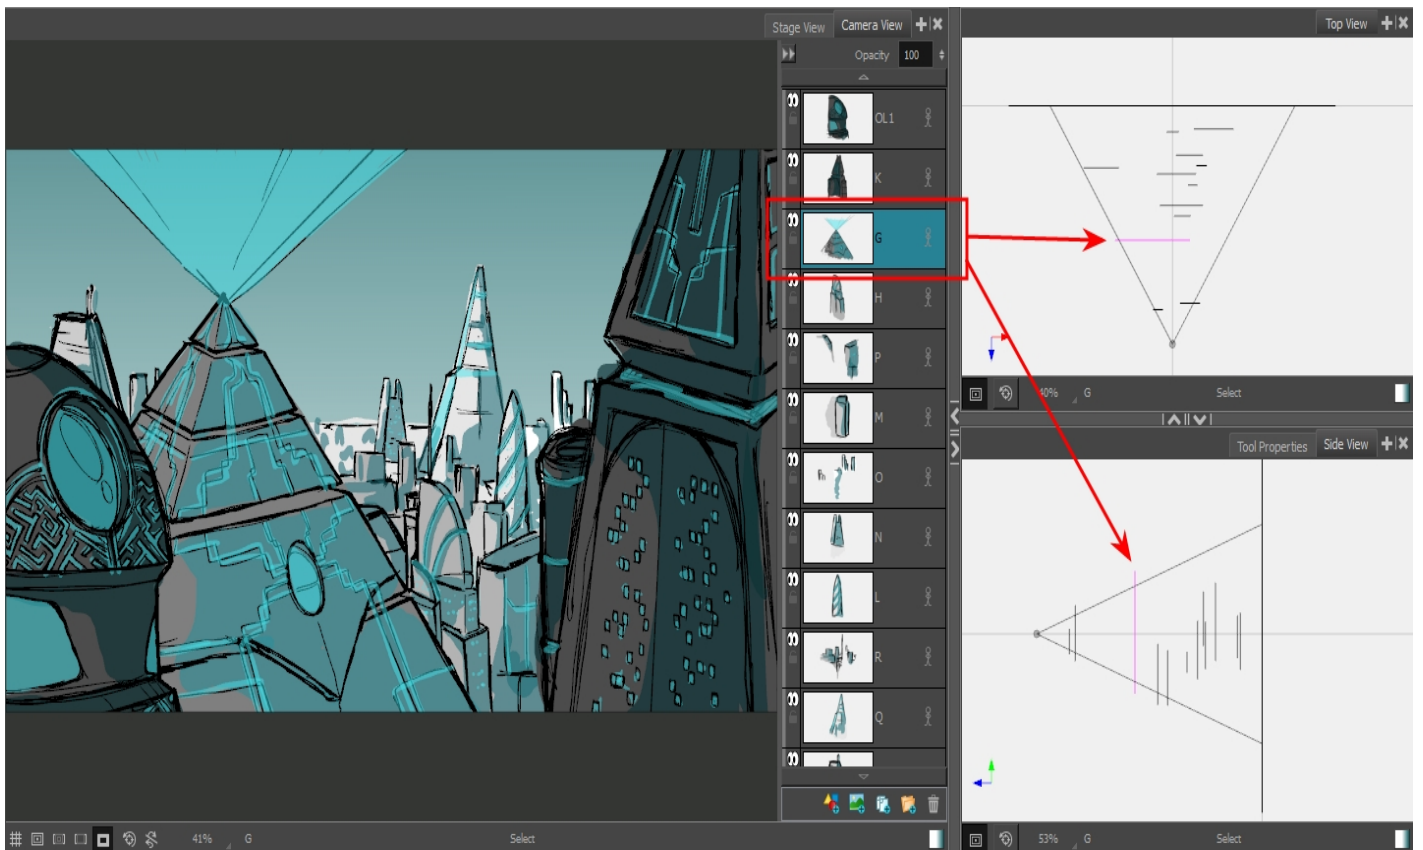 Stage View
Camera View
Top View
Opacity 100
OL1
K
G
H
P
M
O
N
L
R
Q
40% G Select
Tool Properties
Side View
41% G Select
53% G Select